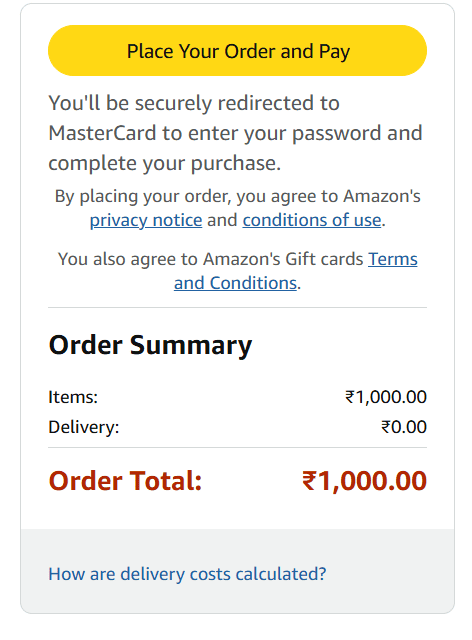 Place Your Order and Pay
You'll be securely redirected to
MasterCard to enter your password and
complete your purchase.
By placing your order, you agree to Amazon's
privacy notice and conditions of use.
You also agree to Amazon's Gift cards Terms
and Conditions.
Order Summary
Items: ₹1,000.00
Delivery: ₹0.00
Order Total: ₹1,000.00
How are delivery costs calculated?